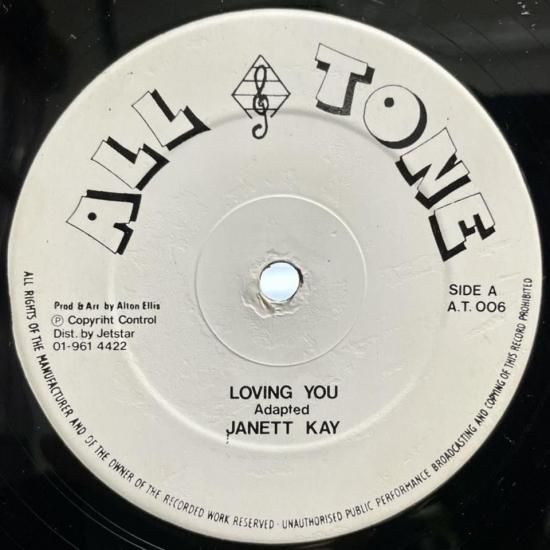 ALL TONE
SIDE A
A.T. 006
Prod & Arr by Alton Ellis
Ⓟ Copyriht Control
Dist. by Jetstar
01-961 4422
LOVING YOU
Adapted
JANETT KAY
ALL RIGHTS OF THE MANUFACTURER AND OF THE OWNER OF THE RECORDED WORK RESERVED · UNAUTHORISED PUBLIC PERFORMANCE BROADCASTING AND COPYING OF THIS RECORD PROHIBITED